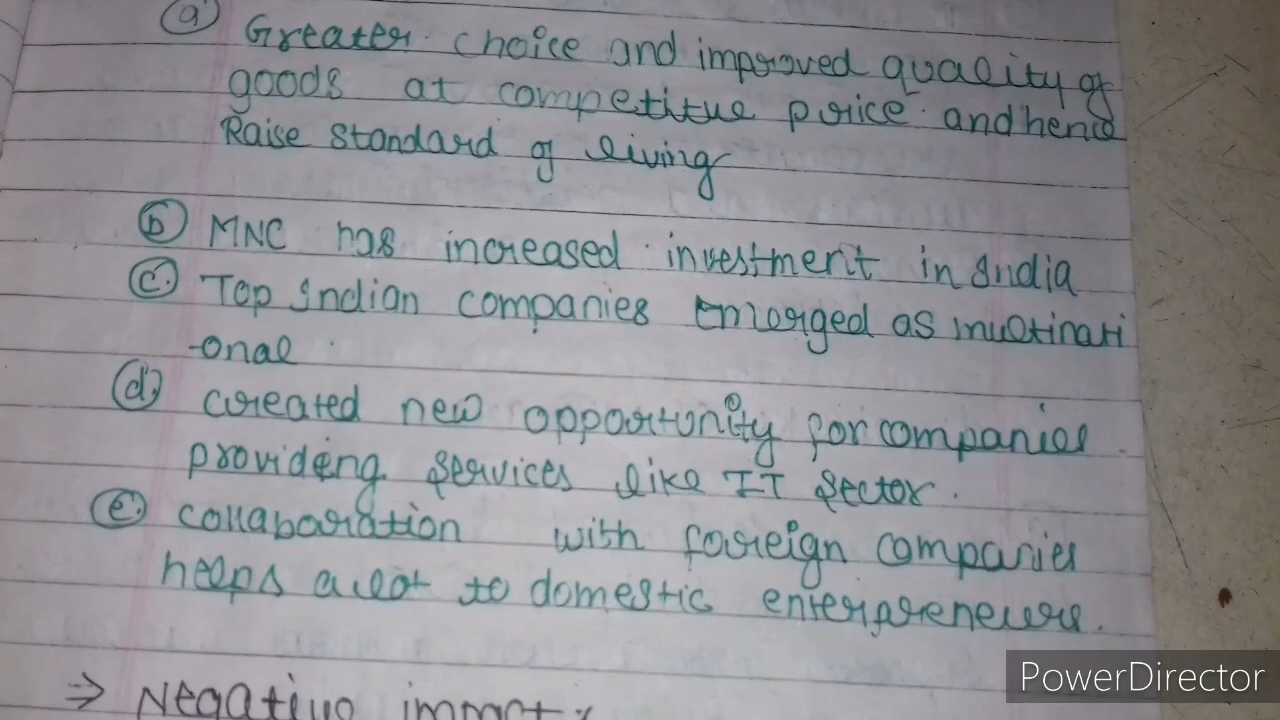 (a) Greater choice and improved quality of
goods at competitue price and hence
Raise standard of living
(b) MNC has increased investment in India
(c) Top Indian companies Emerged as multinati
-onal
(d) created new opportunity for companies
providing services like IT sector.
(e) collabaration with foreign companies
helps a lot to domestic enterpreneurs.
⇒ Negative impact:
PowerDirector